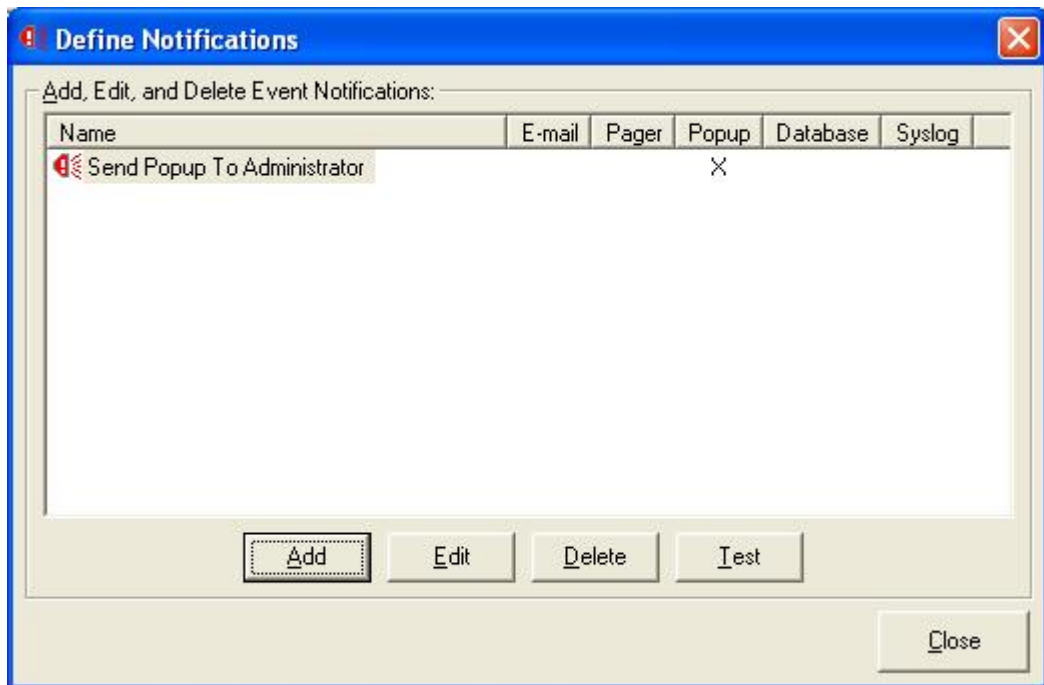 Define Notifications
Add, Edit, and Delete Event Notifications:
Name E-mail Pager Popup Database Syslog
Send Popup To Administrator X
Add Edit Delete Test
Close